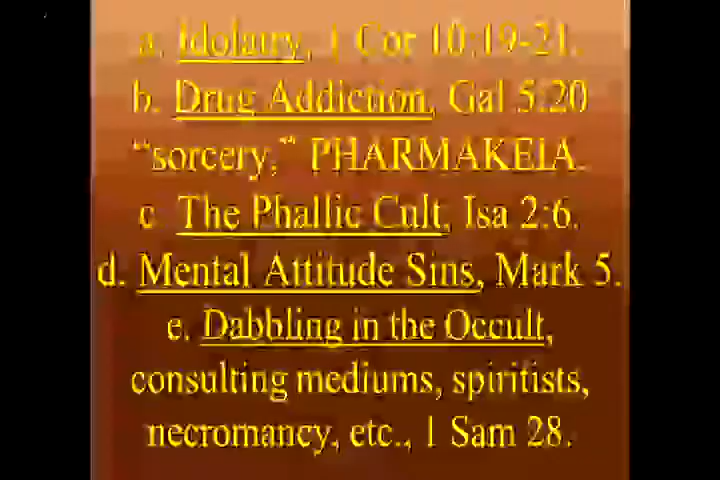 a. Idolatry, 1 Cor 10:19-21.
b. Drug Addiction, Gal 5:20
“sorcery,” PHARMAKEIA.
c. The Phallic Cult, Isa 2:6.
d. Mental Attitude Sins, Mark 5.
e. Dabbling in the Occult,
consulting mediums, spiritists,
necromancy, etc., 1 Sam 28.